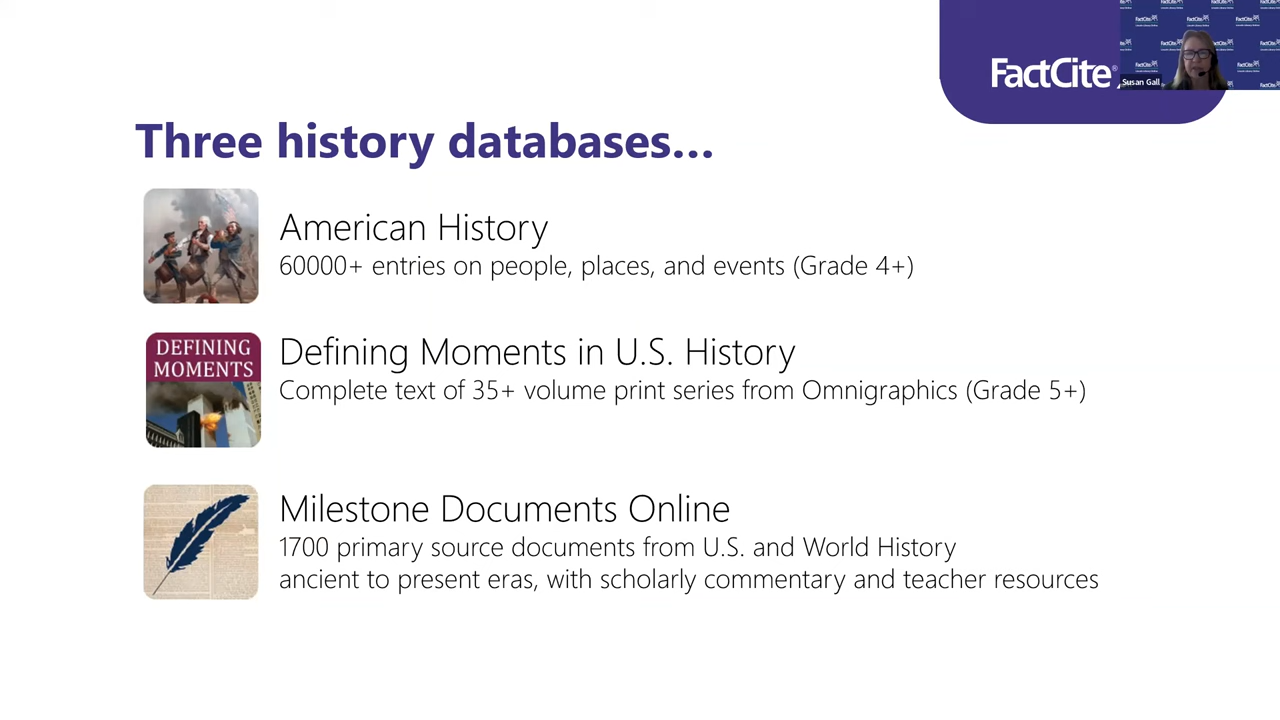 FactCite®
Susan Gall
Three history databases...
American History
60000+ entries on people, places, and events (Grade 4+)
DEFINING
MOMENTS
Defining Moments in U.S. History
Complete text of 35+ volume print series from Omnigraphics (Grade 5+)
Milestone Documents Online
1700 primary source documents from U.S. and World History
ancient to present eras, with scholarly commentary and teacher resources